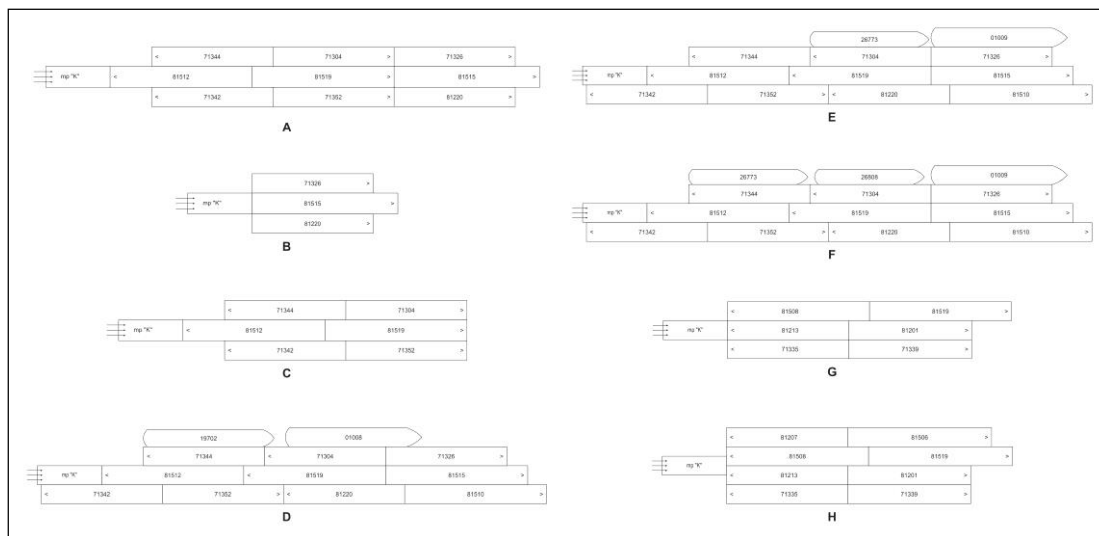 < 71344 71304 > 71326 >
mp "K" < 81512 81519 > 81515 >
< 71342 71352 > 81220 >
A
71326 >
mp "K" 81515 >
81220 >
B
< 71344 71304 >
mp "K" < 81512 81519 >
< 71342 71352 >
C
19702 01008
< 71344 < 71304 71326 >
mp "K" < 81512 < 81519 81515 >
< 71342 71352 > < 81220 81510 >
D
26773 01009
< 71344 < 71304 71326 >
mp "K" < 81512 < 81519 81515 >
< 71342 71352 > < 81220 81510 >
E
26773 26808 01009
< 71344 < 71304 71326 >
mp "K" < 81512 < 81519 81515 >
< 71342 71352 > < 81220 81510 >
F
< 81508 81519 >
mp "K" < 81213 81201 >
< 71335 71339 >
G
< 81207 81506 >
mp "K" < 81508 81519 >
< 81213 81201 >
< 71335 71339 >
H